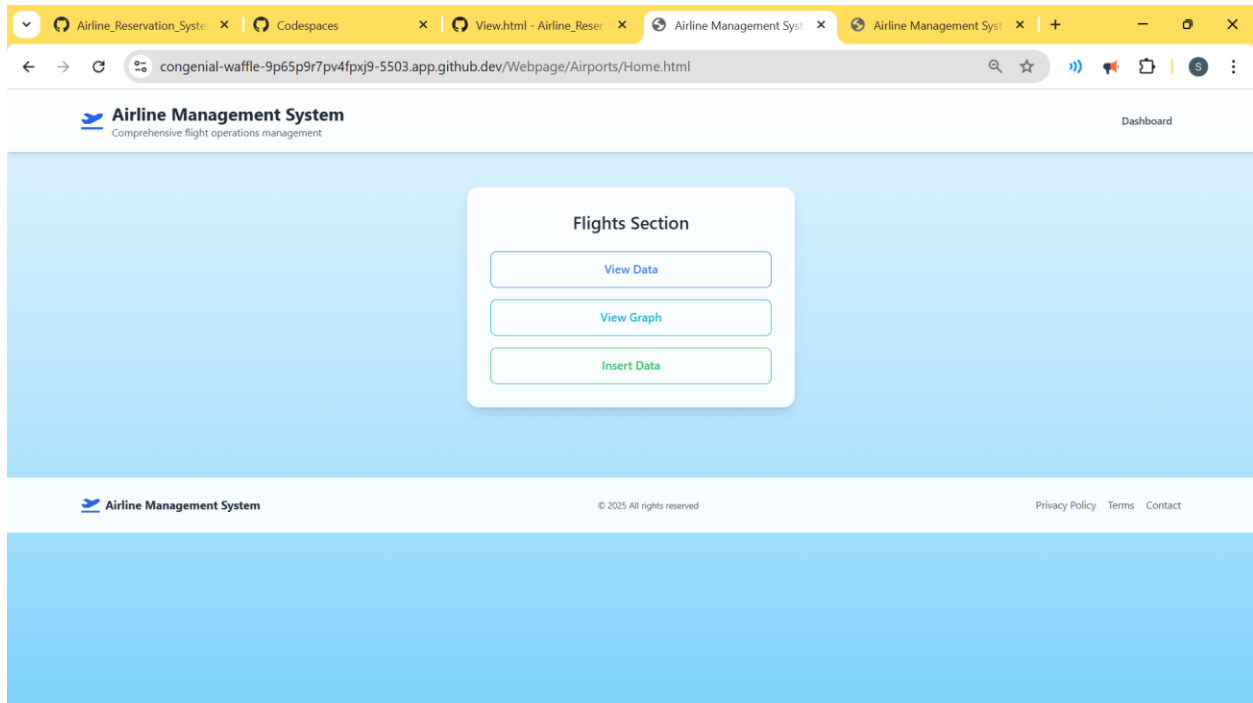 Airline_Reservation_Syste
Codespaces
View.html - Airline_Reser
Airline Management Syst
Airline Management Syst
congenial-waffle-9p65p9r7pv4fpxj9-5503.app.github.dev/Webpage/Airports/Home.html
S
Airline Management System
Comprehensive flight operations management
Dashboard
Flights Section
View Data
View Graph
Insert Data
Airline Management System
© 2025 All rights reserved
Privacy Policy Terms Contact